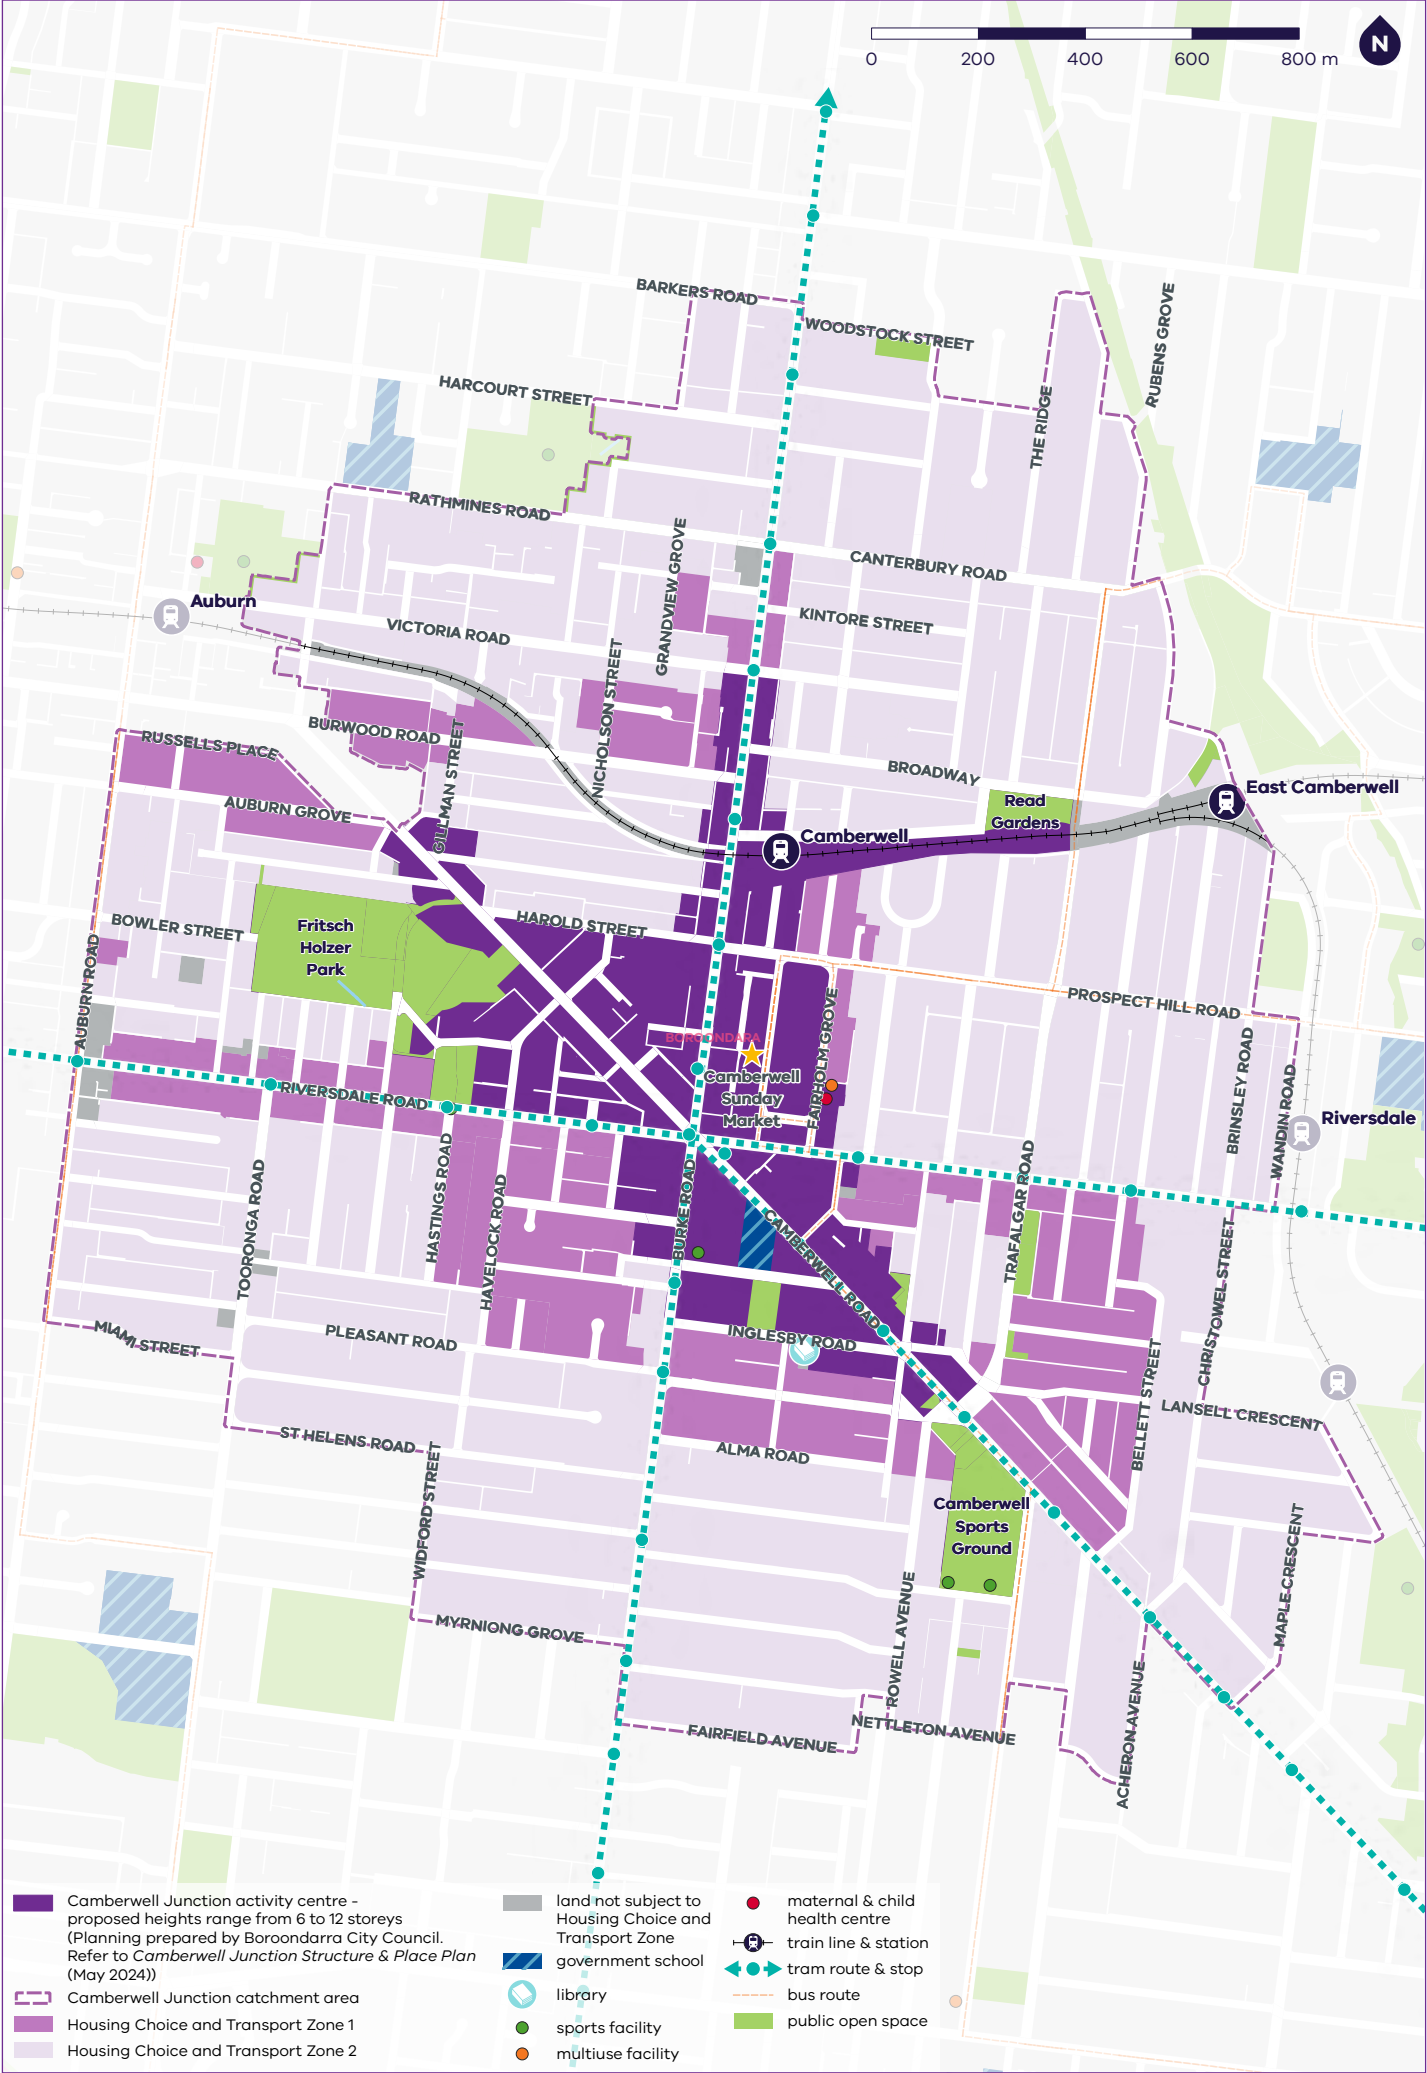 0 200 400 600 800 m
N
BARKERS ROAD
WOODSTOCK STREET
RUBENS GROVE
HARCOURT STREET
THE RIDGE
RATHMINES ROAD
GRANDVIEW GROVE
CANTERBURY ROAD
Auburn
KINTORE STREET
VICTORIA ROAD
NICHOLSON STREET
BURWOOD ROAD
RUSSELLS PLACE
GILLMAN STREET
BROADWAY
East Camberwell
Read
Gardens
AUBURN GROVE
Camberwell
BOWLER STREET
Fritsch
Holzer
Park
HAROLD STREET
AUBURN ROAD
PROSPECT HILL ROAD
FAIRHOLM GROVE
BOROONDARA
Camberwell
Sunday
Market
BRINSLEY ROAD
WANDIN ROAD
Riversdale
RIVERSDALE ROAD
TOORONGA ROAD
HASTINGS ROAD
HAVELOCK ROAD
BURKE ROAD
CAMBERWELL ROAD
TRAFALGAR ROAD
CHRISTOWEL STREET
MIAMI STREET
PLEASANT ROAD
INGLESBY ROAD
BELLETT STREET
LANSELL CRESCENT
ST HELENS ROAD
ALMA ROAD
WIDFORD STREET
Camberwell
Sports
Ground
MAPLE CRESCENT
ROWELL AVENUE
MYRNIONG GROVE
ACHERON AVENUE
FAIRFIELD AVENUE
NETTLETON AVENUE
Camberwell Junction activity centre -
proposed heights range from 6 to 12 storeys
(Planning prepared by Boroondarra City Council.
Refer to Camberwell Junction Structure & Place Plan
(May 2024))
Camberwell Junction catchment area
Housing Choice and Transport Zone 1
Housing Choice and Transport Zone 2
land not subject to
Housing Choice and
Transport Zone
government school
library
sports facility
multiuse facility
maternal & child
health centre
train line & station
tram route & stop
bus route
public open space